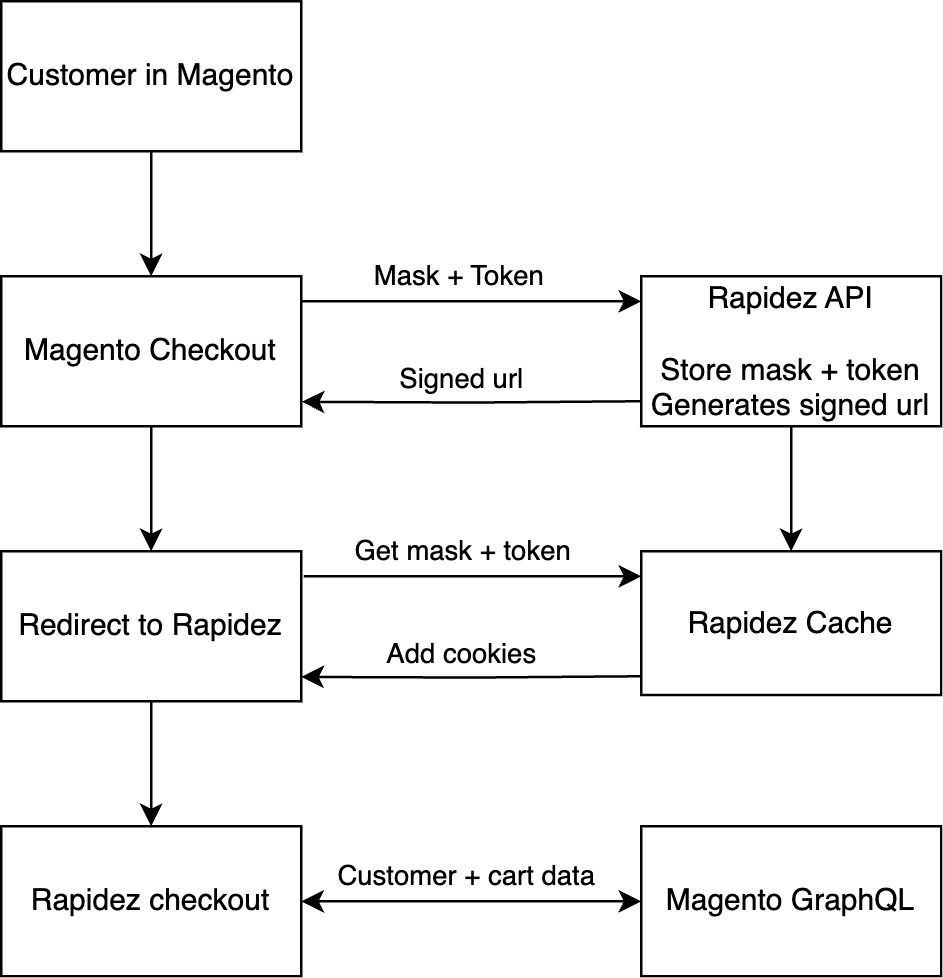 Customer in Magento
Mask + Token
Magento Checkout
Signed url
Rapidez API
Store mask + token
Generates signed url
Get mask + token
Redirect to Rapidez
Add cookies
Rapidez Cache
Customer + cart data
Rapidez checkout
Magento GraphQL